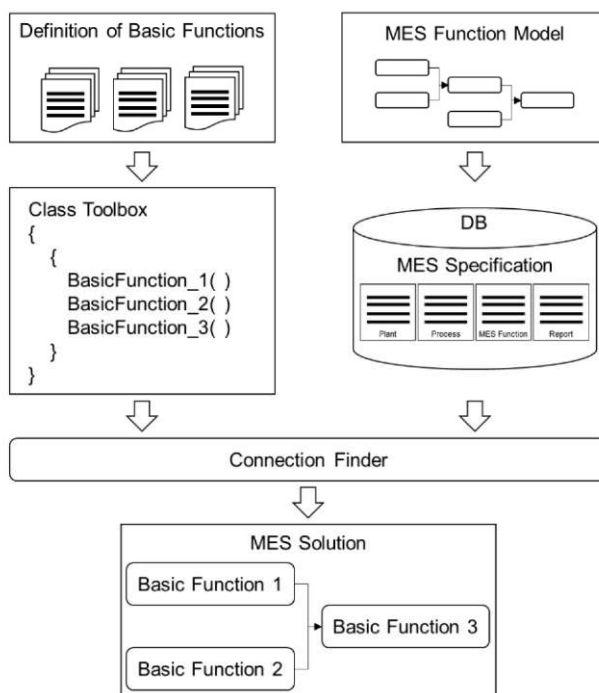 Definition of Basic Functions
MES Function Model
Class Toolbox
{
{
BasicFunction_1( )
BasicFunction_2( )
BasicFunction_3( )
}
}
DB
MES Specification
Plant
Process
MES Function
Report
Connection Finder
MES Solution
Basic Function 1
Basic Function 3
Basic Function 2